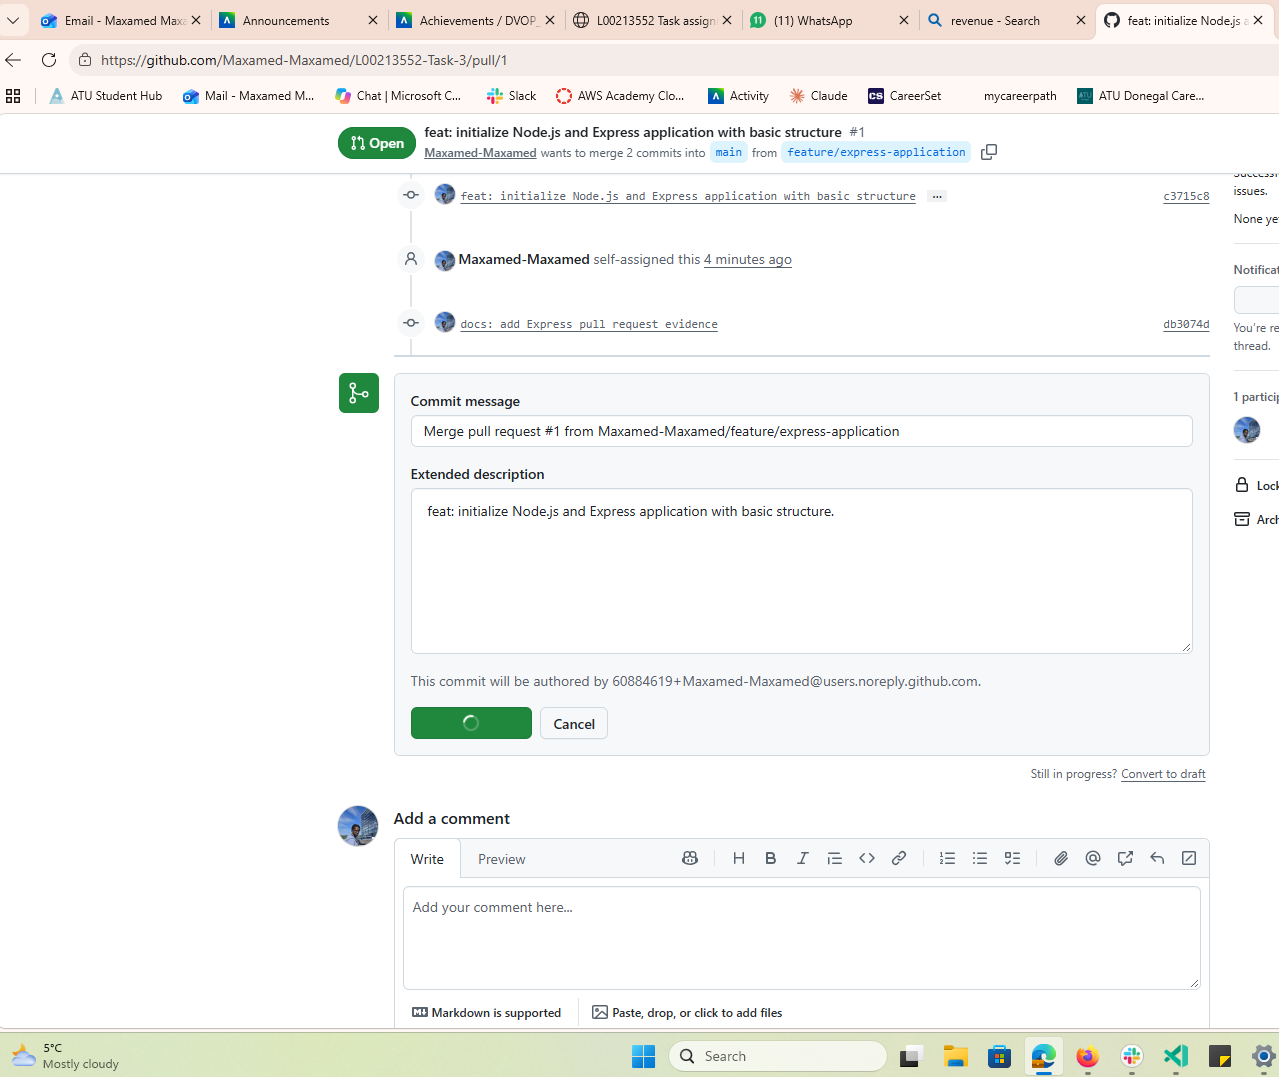 Email - Maxamed Maxa
Announcements
Achievements / DVOP_
L00213552 Task assign
(11) WhatsApp
revenue - Search
feat: initialize Node.js a
https://github.com/Maxamed-Maxamed/L00213552-Task-3/pull/1
ATU Student Hub
Mail - Maxamed M...
Chat | Microsoft C...
Slack
AWS Academy Clo...
Activity
Claude
CareerSet
mycareerpath
ATU Donegal Care...
Open
feat: initialize Node.js and Express application with basic structure #1
Maxamed-Maxamed wants to merge 2 commits into main from feature/express-application
feat: initialize Node.js and Express application with basic structure ...
c3715c8
issues.
None ye
Maxamed-Maxamed self-assigned this 4 minutes ago
Notificat
You're re
thread.
docs: add Express pull request evidence
db3074d
1 particip
Commit message
Merge pull request #1 from Maxamed-Maxamed/feature/express-application
Extended description
feat: initialize Node.js and Express application with basic structure.
Lock
Arch
This commit will be authored by 60884619+Maxamed-Maxamed@users.noreply.github.com.
Cancel
Still in progress? Convert to draft
Add a comment
Write
Preview
Add your comment here...
Markdown is supported
Paste, drop, or click to add files
5°C
Mostly cloudy
Search